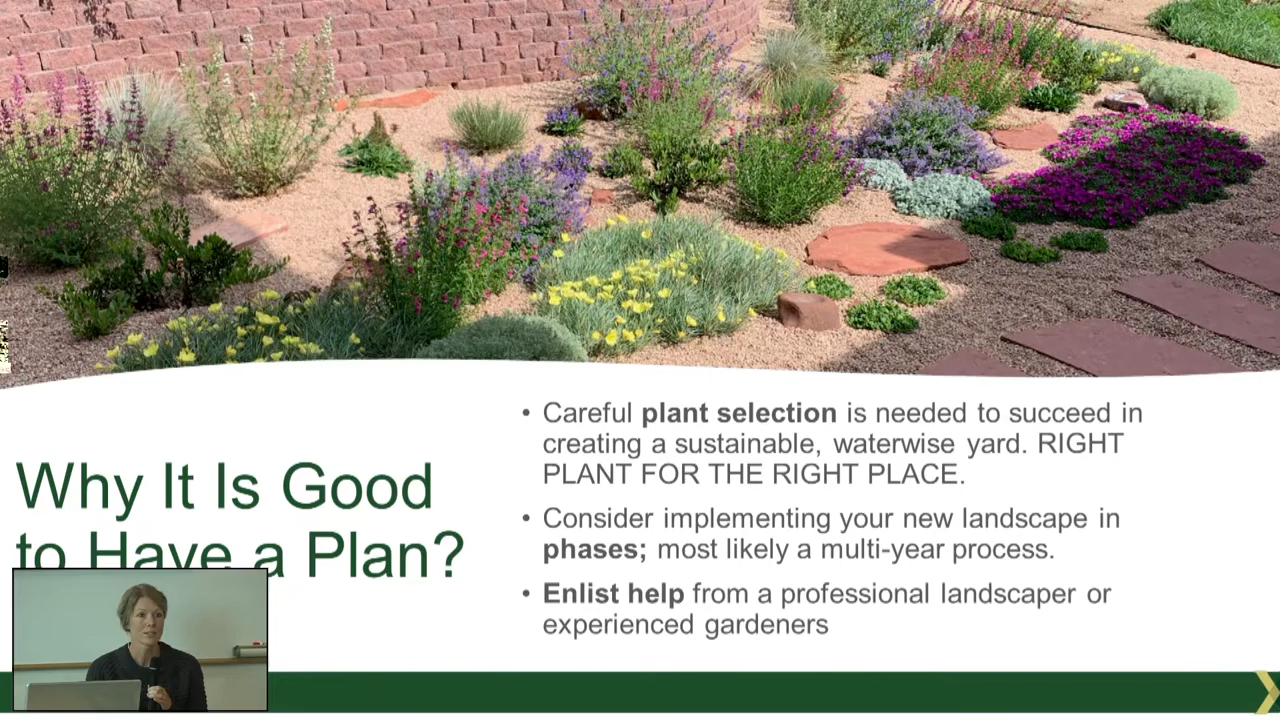 Why It Is Good
to Have a Plan?
• Careful plant selection is needed to succeed in
creating a sustainable, waterwise yard. RIGHT
PLANT FOR THE RIGHT PLACE.
• Consider implementing your new landscape in
phases; most likely a multi-year process.
• Enlist help from a professional landscaper or
experienced gardeners